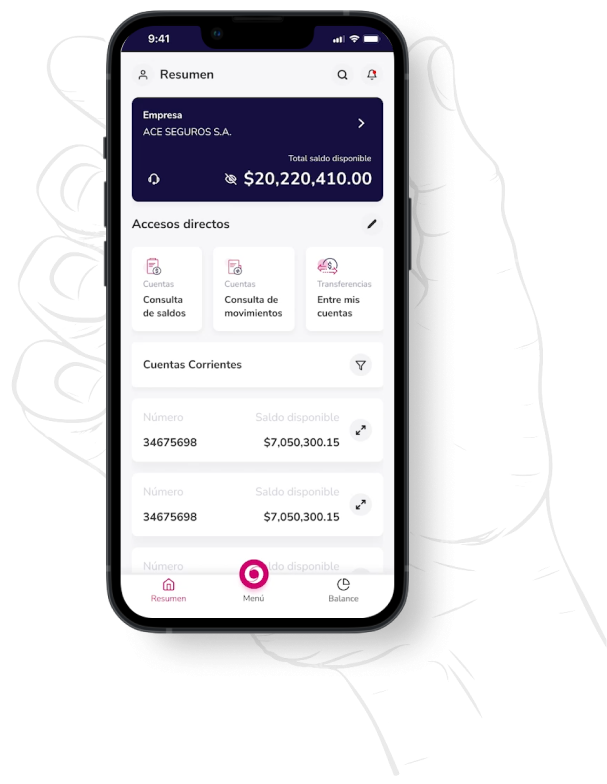 9:41
Resumen
Empresa
ACE SEGUROS S.A.
Total saldo disponible
$20,220,410.00
Accesos directos
Cuentas
Consulta
de saldos
Cuentas
Consulta de
movimientos
Transferencias
Entre mis
cuentas
Cuentas Corrientes
Número Saldo disponible
34675698 $7,050,300.15
Número Saldo disponible
34675698 $7,050,300.15
Número Saldo disponible
Resumen Menú Balance